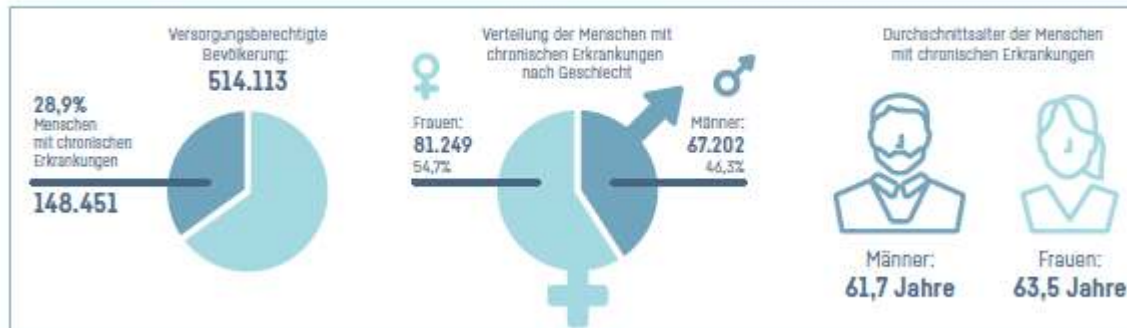 Versorgungsberechtigte
Bevölkerung:
514.113
28,9%
Menschen
mit chronischen
Erkrankungen
148.451
Verteilung der Menschen mit
chronischen Erkrankungen
nach Geschlecht
Frauen:
81.249
54,7%
Männer:
67.202
46,3%
Durchschnittsalter der Menschen
mit chronischen Erkrankungen
Männer:
61,7 Jahre
Frauen:
63,5 Jahre